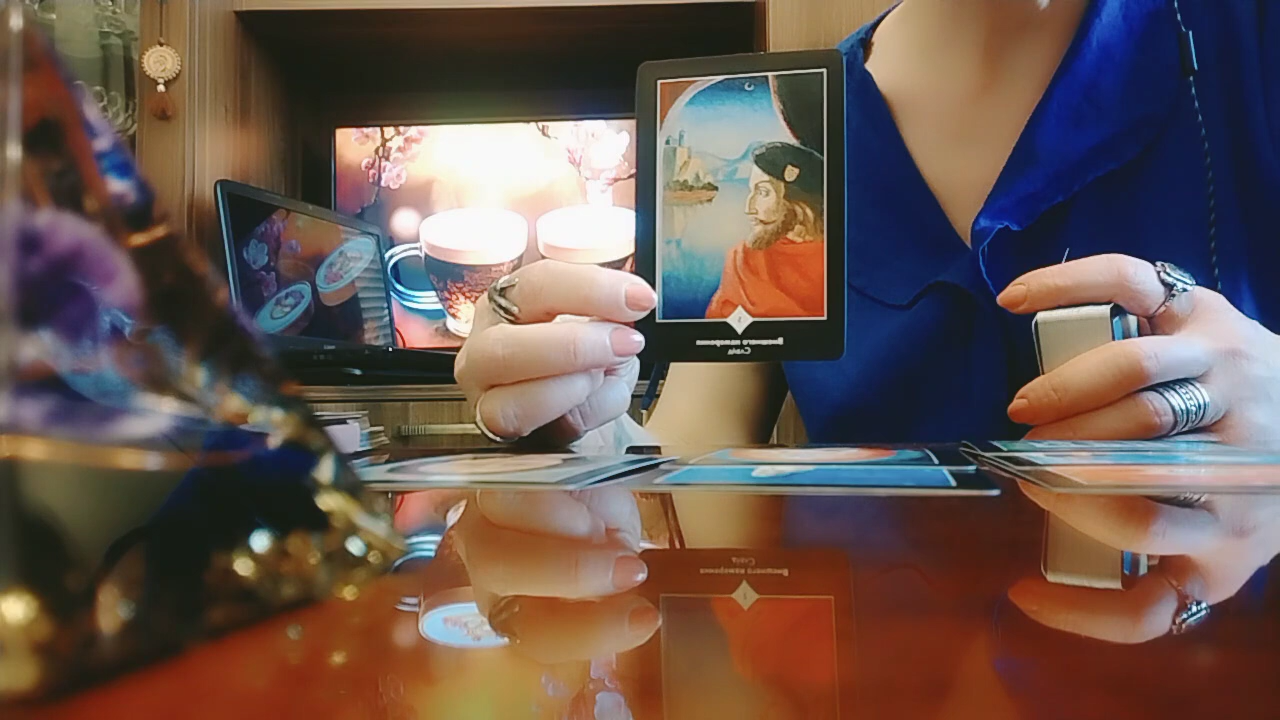 Сила
Внешнего намерения